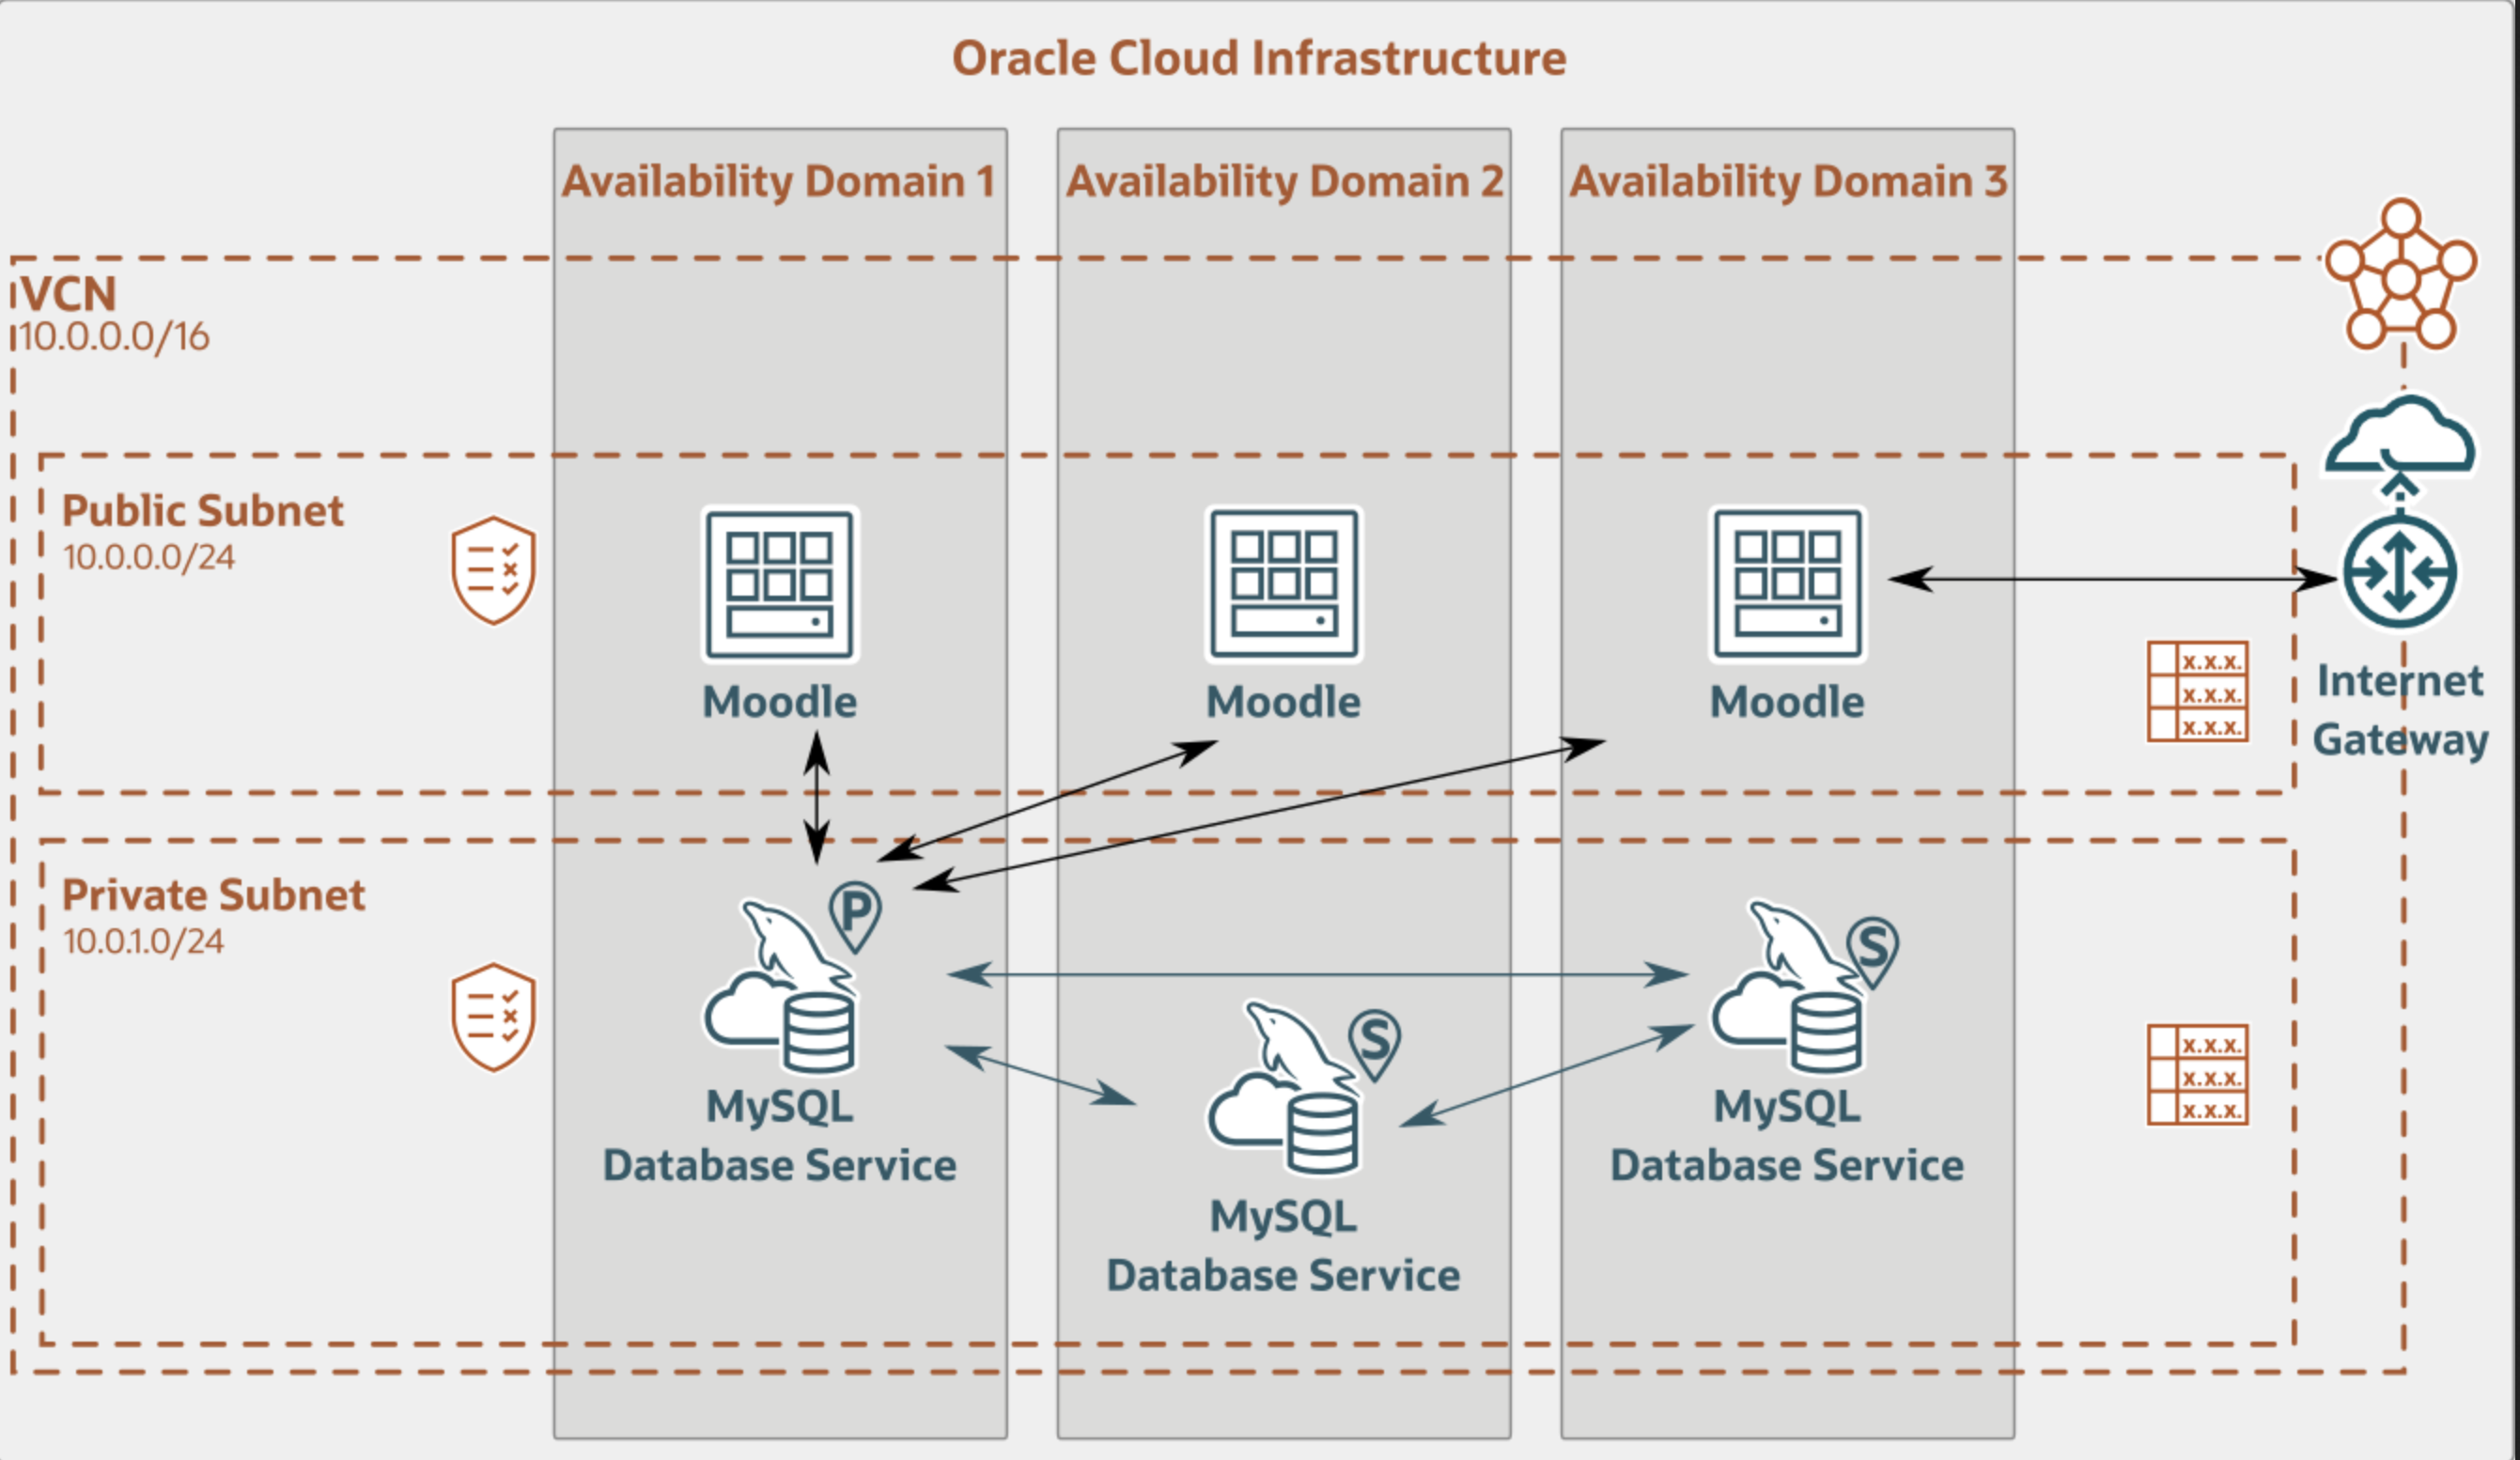 Oracle Cloud Infrastructure
Availability Domain 1
Availability Domain 2
Availability Domain 3
VCN
10.0.0.0/16
Public Subnet
10.0.0.0/24
Moodle
Moodle
Moodle
x.x.x.
x.x.x.
x.x.x.
Internet
Gateway
Private Subnet
10.0.1.0/24
P
S
S
MySQL
Database Service
MySQL
Database Service
MySQL
Database Service
x.x.x.
x.x.x.
x.x.x.